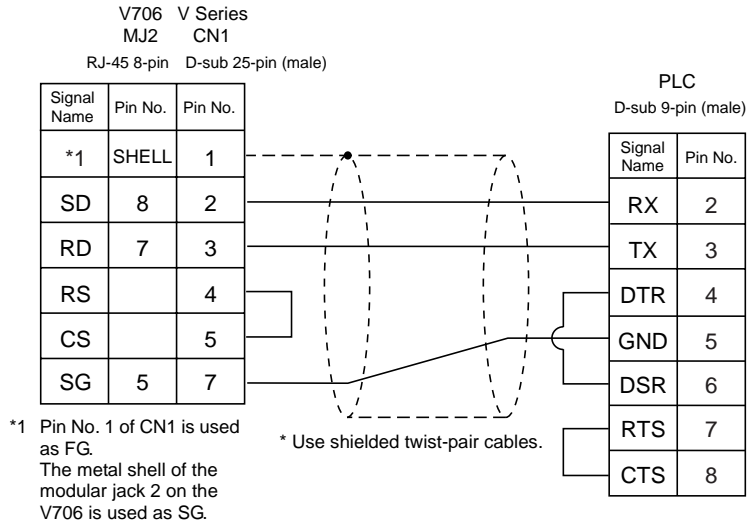 V706 V Series
MJ2 CN1
RJ-45 8-pin D-sub 25-pin (male)
Signal Name Pin No. Pin No.
*1 SHELL 1
SD 8 2
RD 7 3
RS 4
CS 5
SG 5 7
*1 Pin No. 1 of CN1 is used
as FG.
The metal shell of the
modular jack 2 on the
V706 is used as SG.
* Use shielded twist-pair cables.
PLC
D-sub 9-pin (male)
Signal Name Pin No.
RX 2
TX 3
DTR 4
GND 5
DSR 6
RTS 7
CTS 8